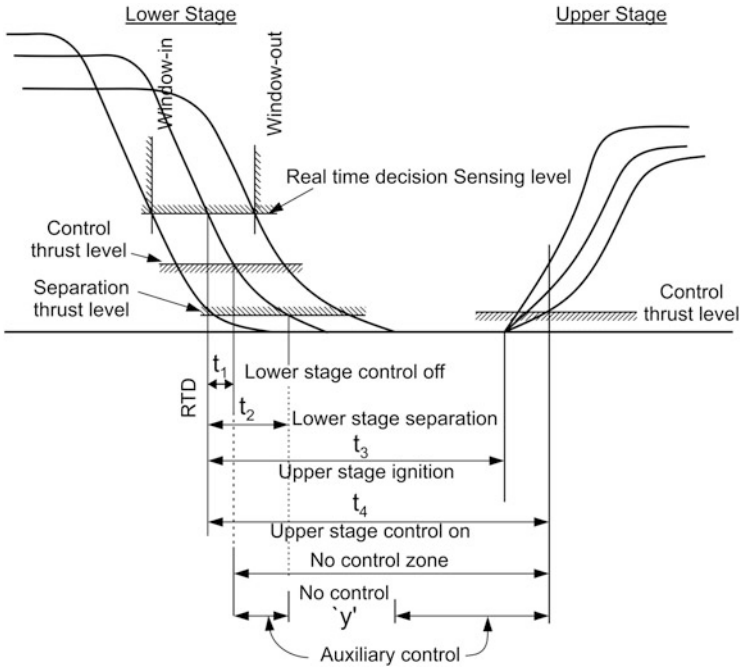 Lower Stage
Upper Stage
Window-in
Window-out
Real time decision Sensing level
Control
thrust level
Separation
thrust level
Control
thrust level
RTD
t1
Lower stage control off
t2
Lower stage separation
t3
Upper stage ignition
t4
Upper stage control on
No control zone
No control
`y'
Auxiliary control